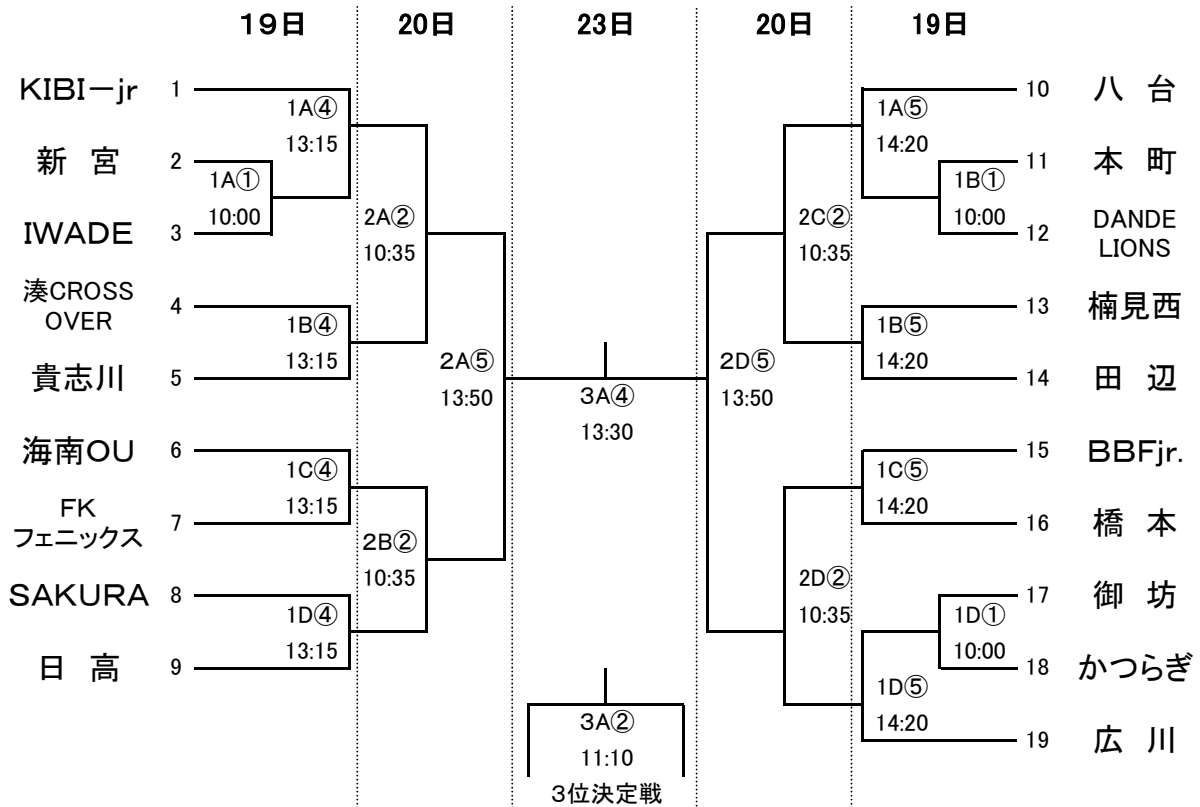 19日 20日 23日 20日 19日
KIBI－jr 1
1A④
13:15
新 宮 2
1A①
10:00
IWADE 3
2A②
10:35
湊CROSS
OVER 4
1B④
13:15
貴志川 5
2A⑤
13:50
海南OU 6
1C④
13:15
FK
フェニックス 7
2B②
10:35
SAKURA 8
1D④
13:15
日 高 9
3A④
13:30
3A②
11:10
3位決定戦
10 八 台
1A⑤
14:20
11 本 町
1B①
10:00
12 DANDE
LIONS
2C②
10:35
13 楠見西
1B⑤
14:20
14 田 辺
2D⑤
13:50
15 BBFjr.
1C⑤
14:20
16 橋 本
2D②
10:35
17 御 坊
1D①
10:00
18 かつらぎ
1D⑤
14:20
19 広 川